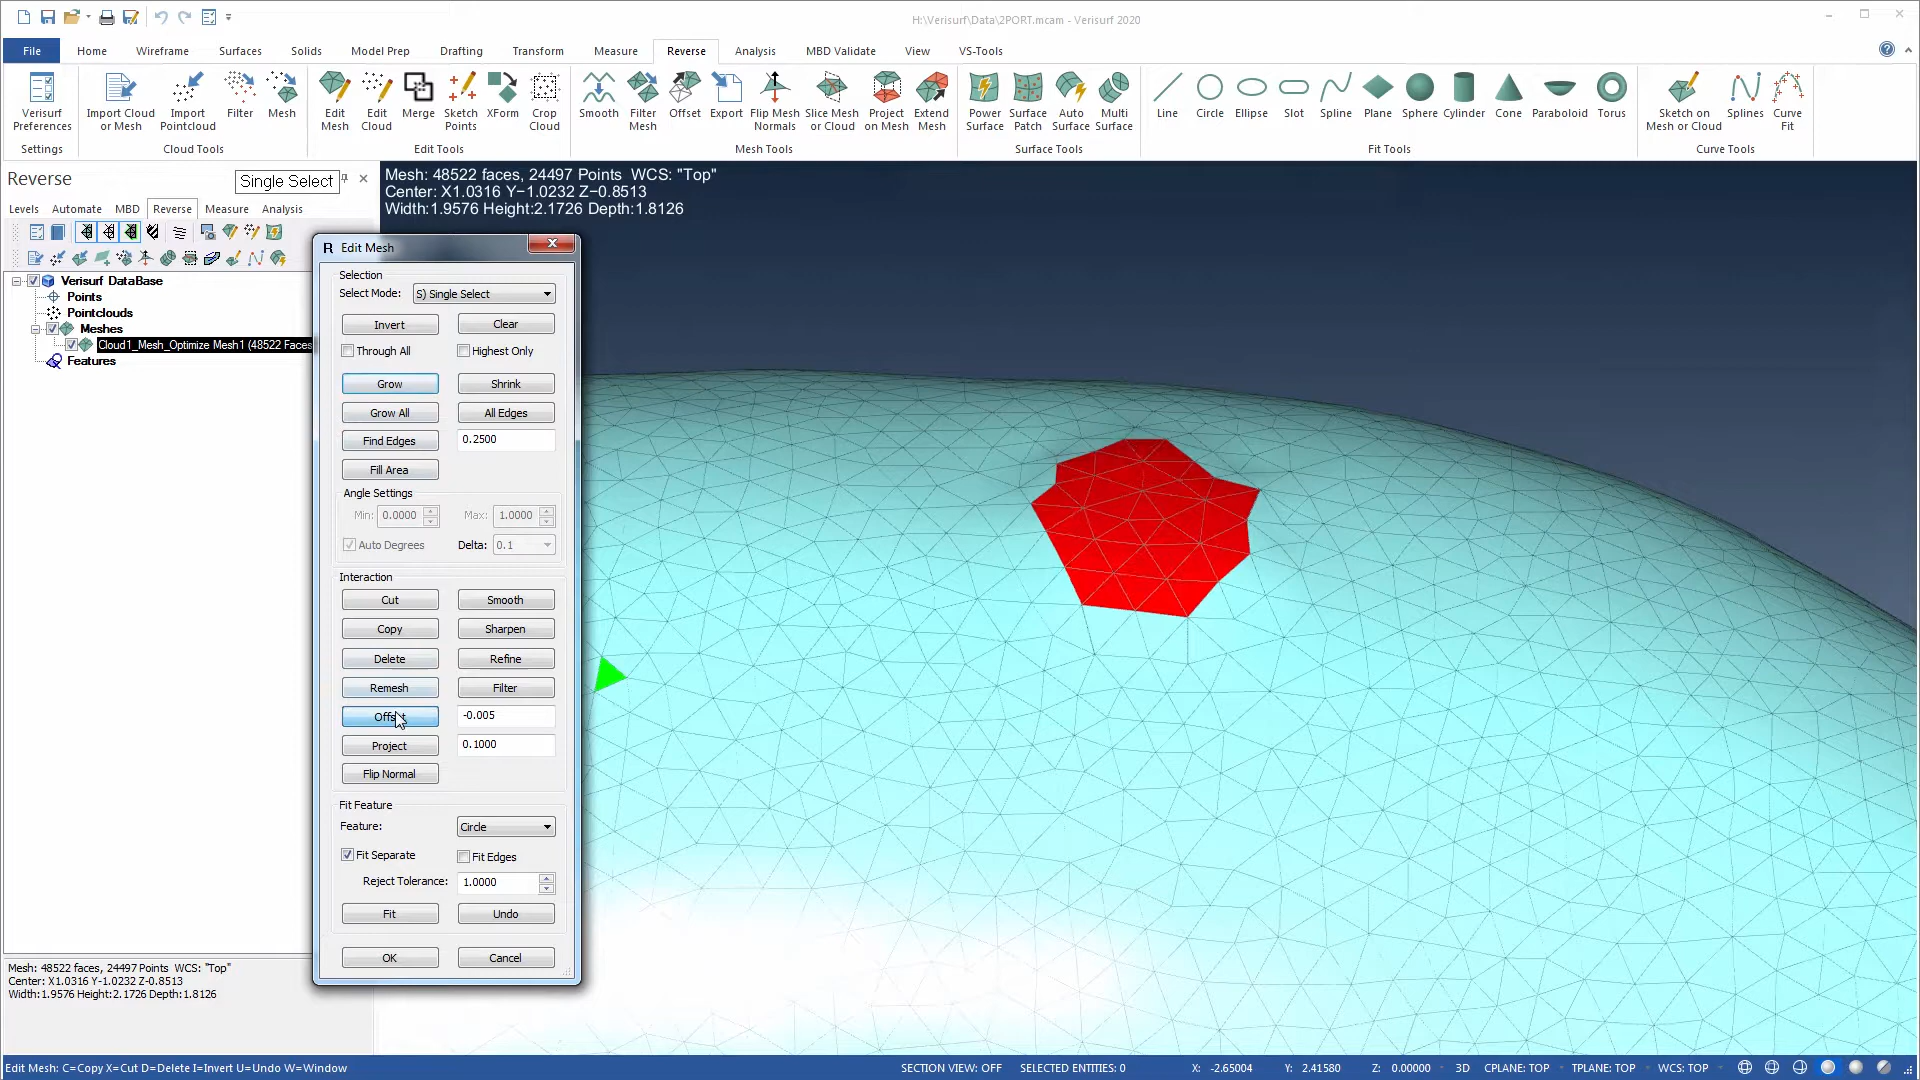 H:\Verisurf\Data\2PORT.mcam - Verisurf 2020
File Home Wireframe Surfaces Solids Model Prep Drafting Transform Measure Reverse Analysis MBD Validate View VS-Tools
Verisurf Preferences
Import Cloud or Mesh
Import Pointcloud
Filter
Mesh
Edit Mesh
Edit Cloud
Merge
Sketch Points
XForm
Crop Cloud
Smooth
Filter Mesh
Offset
Export
Flip Mesh Normals
Slice Mesh or Cloud
Project on Mesh
Extend Mesh
Power Surface
Surface Patch
Auto Surface
Multi Surface
Line
Circle
Ellipse
Slot
Spline
Plane
Sphere
Cylinder
Cone
Paraboloid
Torus
Sketch on Mesh or Cloud
Splines
Curve Fit
Settings Cloud Tools Edit Tools Mesh Tools Surface Tools Fit Tools Curve Tools
Reverse
Single Select
Levels Automate MBD Reverse Measure Analysis
Verisurf DataBase
Points
Pointclouds
Meshes
Cloud1_Mesh_Optimize Mesh1 (48522 Faces
Features
Mesh: 48522 faces, 24497 Points WCS: "Top"
Center: X1.0316 Y-1.0232 Z-0.8513
Width:1.9576 Height:2.1726 Depth:1.8126
R Edit Mesh
Selection
Select Mode: S) Single Select
Invert Clear
Through All Highest Only
Grow Shrink
Grow All All Edges
Find Edges 0.2500
Fill Area
Angle Settings
Min: 0.0000 Max: 1.0000
Auto Degrees Delta: 0.1
Interaction
Cut Smooth
Copy Sharpen
Delete Refine
Remesh Filter
Offset -0.005
Project 0.1000
Flip Normal
Fit Feature
Feature: Circle
Fit Separate Fit Edges
Reject Tolerance: 1.0000
Fit Undo
OK Cancel
Mesh: 48522 faces, 24497 Points WCS: "Top"
Center: X1.0316 Y-1.0232 Z-0.8513
Width:1.9576 Height:2.1726 Depth:1.8126
Edit Mesh: C=Copy X=Cut D=Delete I=Invert U=Undo W=Window SECTION VIEW: OFF SELECTED ENTITIES: 0 X: -2.65004 Y: 2.41580 Z: 0.00000 3D CPLANE: TOP TPLANE: TOP WCS: TOP